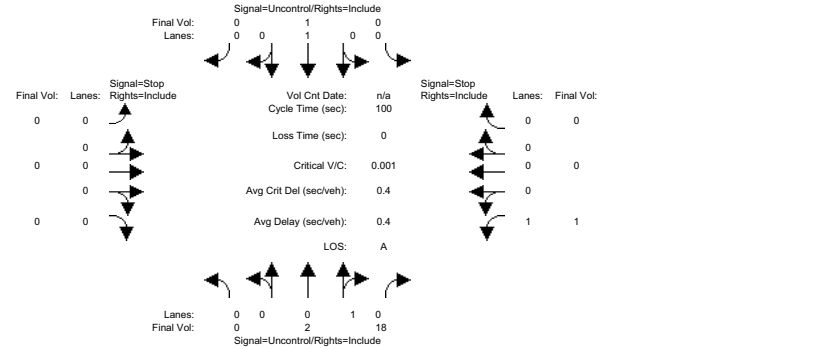 Signal=Uncontrol/Rights=Include
Final Vol: 0 1 0
Lanes: 0 0 1 0 0
Signal=Stop Signal=Stop
Final Vol: Lanes: Rights=Include Vol Cnt Date: n/a Rights=Include Lanes: Final Vol:
Cycle Time (sec): 100
0 0 0 0
Loss Time (sec): 0
0 0
0 0 Critical V/C: 0.001 0 0
0 Avg Crit Del (sec/veh): 0.4 0
0 0 Avg Delay (sec/veh): 0.4 1 1
LOS: A
Lanes: 0 0 0 1 0
Final Vol: 0 2 18
Signal=Uncontrol/Rights=Include